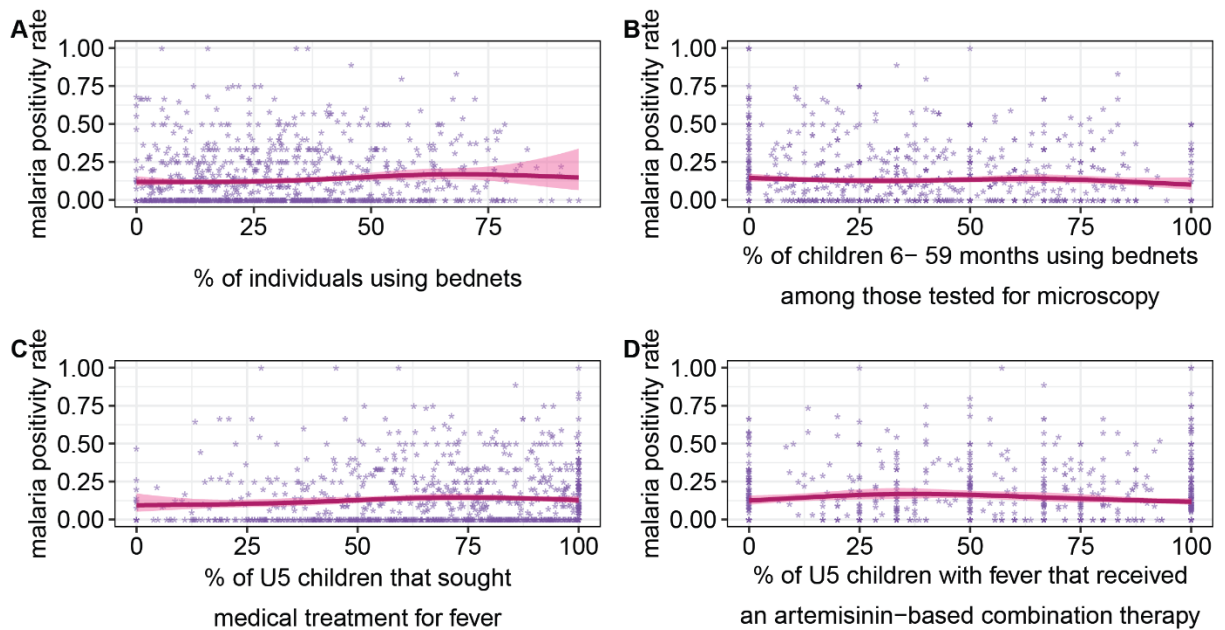 A
malaria positivity rate
1.00
0.75
0.50
0.25
0.00
0
25
50
75
% of individuals using bednets
B
malaria positivity rate
1.00
0.75
0.50
0.25
0.00
0
25
50
75
100
% of children 6− 59 months using bednets
among those tested for microscopy
C
malaria positivity rate
1.00
0.75
0.50
0.25
0.00
0
25
50
75
100
% of U5 children that sought
medical treatment for fever
D
malaria positivity rate
1.00
0.75
0.50
0.25
0.00
0
25
50
75
100
% of U5 children with fever that received
an artemisinin−based combination therapy